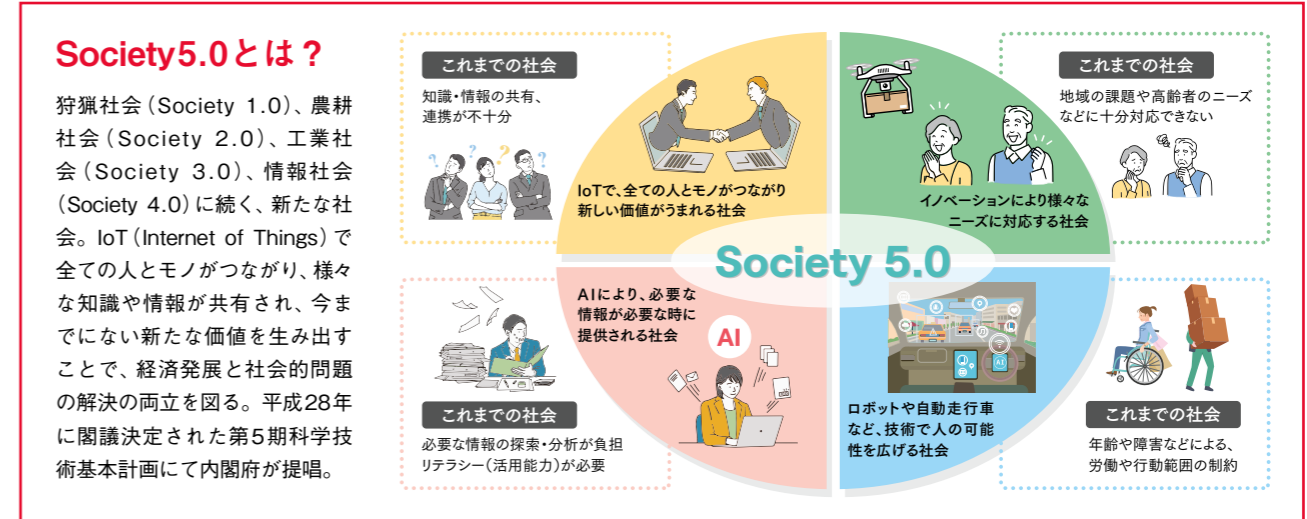 Society5.0とは?
狩猟社会(Society 1.0)、農耕
社会(Society 2.0)、工業社
会(Society 3.0)、情報社会
(Society 4.0)に続く、新たな社
会。IoT(Internet of Things)で
全ての人とモノがつながり、様々
な知識や情報が共有され、今ま
でにない新たな価値を生み出す
ことで、経済発展と社会的問題
の解決の両立を図る。平成28年
に閣議決定された第5期科学技
術基本計画にて内閣府が提唱。
これまでの社会
知識・情報の共有、
連携が不十分
IoTで、全ての人とモノがつながり
新しい価値がうまれる社会
イノベーションにより様々な
ニーズに対応する社会
これまでの社会
地域の課題や高齢者のニーズ
などに十分対応できない
Society 5.0
AIにより、必要な
情報が必要な時に
提供される社会
AI
これまでの社会
必要な情報の探索・分析が負担
リテラシー(活用能力)が必要
AI
ロボットや自動走行車
など、技術で人の可能
性を広げる社会
これまでの社会
年齢や障害などによる、
労働や行動範囲の制約